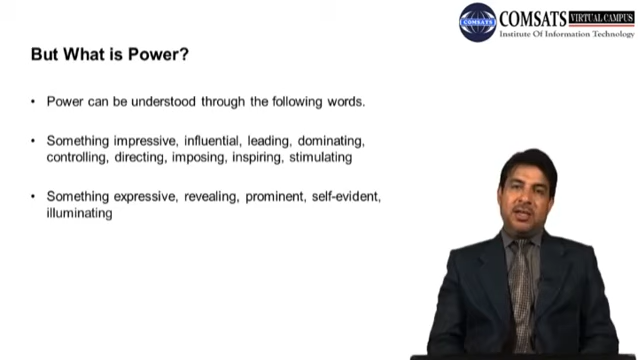 COMSATS
COMSATS VIRTUAL CAMPUS
Institute Of Information Technology
But What is Power?
• Power can be understood through the following words.
• Something impressive, influential, leading, dominating,
controlling, directing, imposing, inspiring, stimulating
• Something expressive, revealing, prominent, self-evident,
illuminating